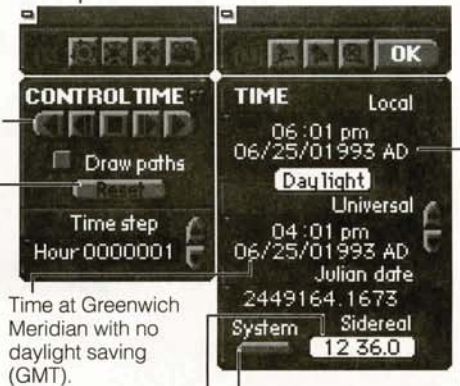 OK
CONTROL TIME
Draw paths
Reset
Time step
Hour 0000001
TIME
Local
06:01 pm
06/25/01993 AD
Daylight
Universal
04:01 pm
06/25/01993 AD
Julian date
2449164.1673
System
Sidereal
12 36.0
Time at Greenwich
Meridian with no
daylight saving
(GMT).